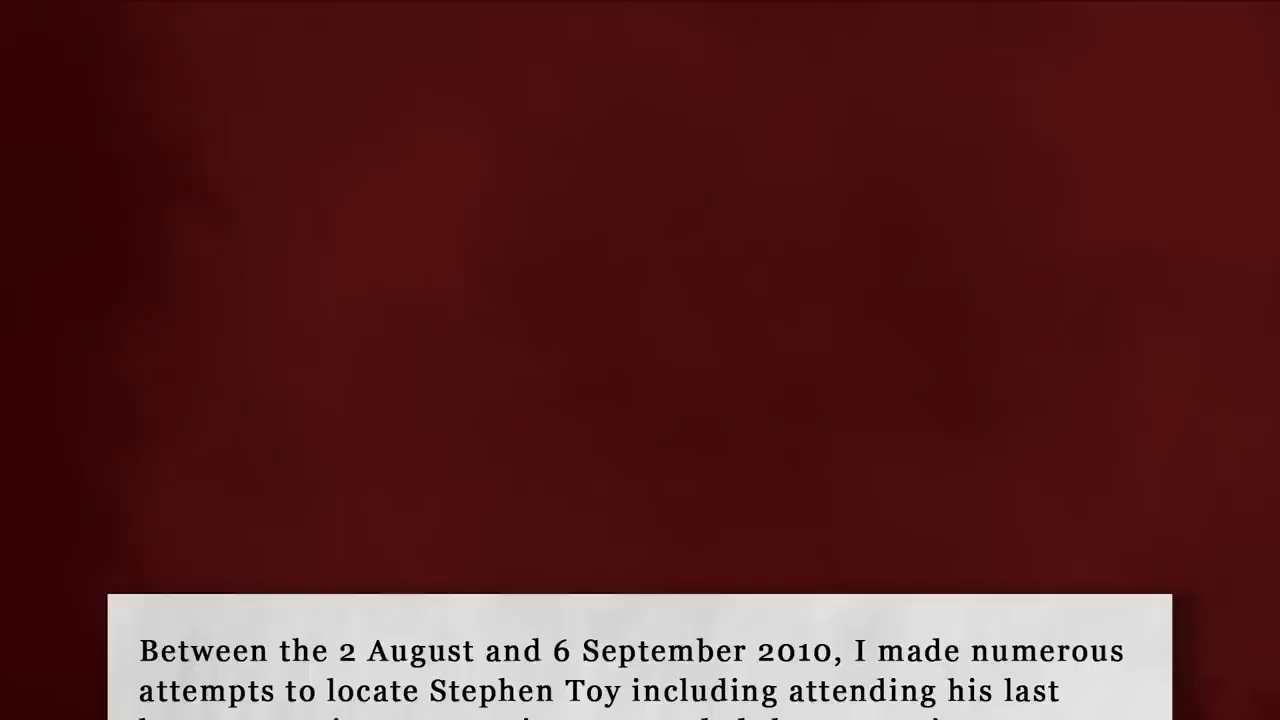 Between the 2 August and 6 September 2010, I made numerous
attempts to locate Stephen Toy including attending his last